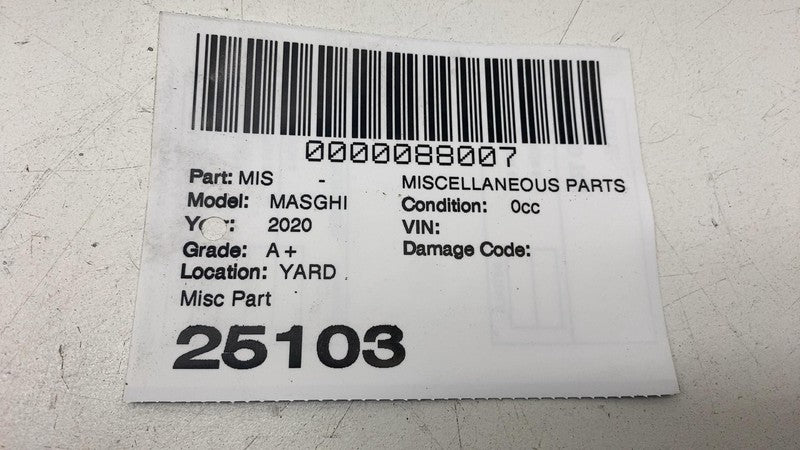 0000088007
Part: MIS - MISCELLANEOUS PARTS
Model: MASGHI Condition: 0cc
2020 VIN:
Grade: A+ Damage Code:
Location: YARD
Misc Part
25103